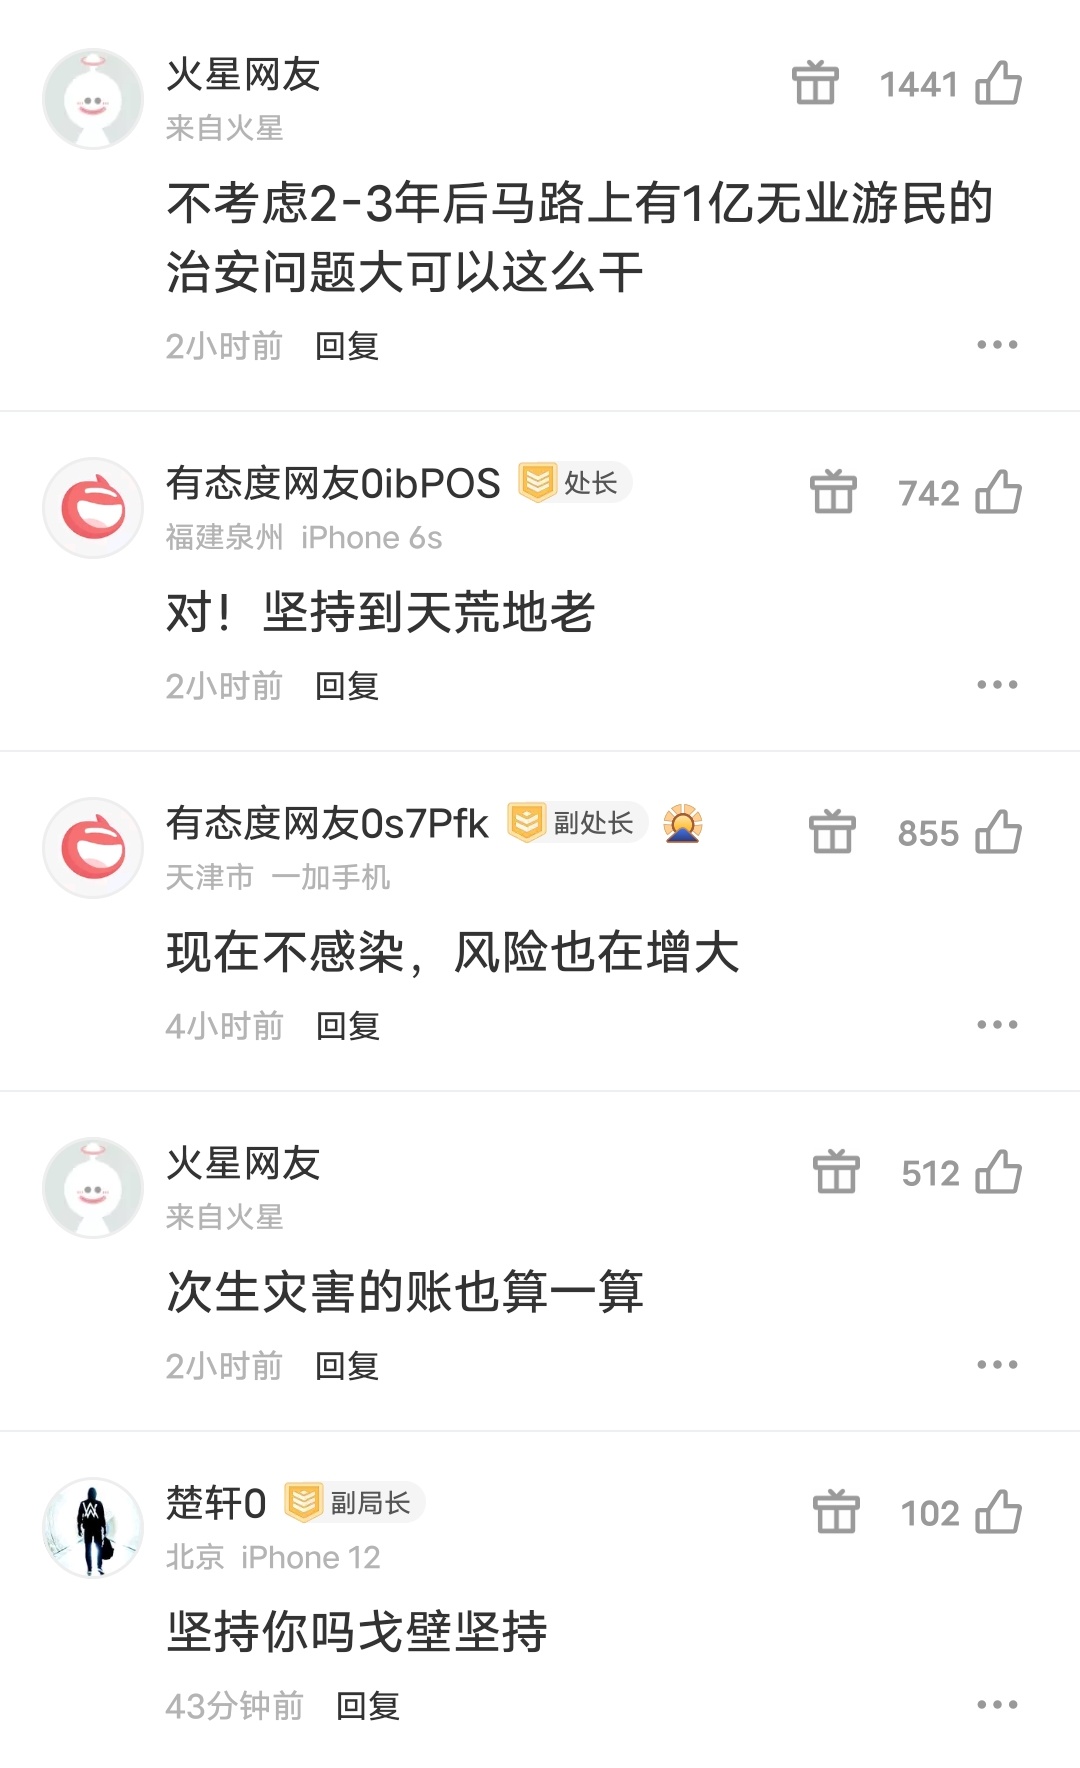 火星网友
1441
来自火星
不考虑2-3年后马路上有1亿无业游民的
治安问题大可以这么干
2小时前 回复
有态度网友0ibPOS 处长
742
福建泉州 iPhone 6s
对！坚持到天荒地老
2小时前 回复
有态度网友0s7Pfk 副处长
855
天津市 一加手机
现在不感染，风险也在增大
4小时前 回复
火星网友
512
来自火星
次生灾害的账也算一算
2小时前 回复
楚轩0 副局长
102
北京 iPhone 12
坚持你吗戈壁坚持
43分钟前 回复